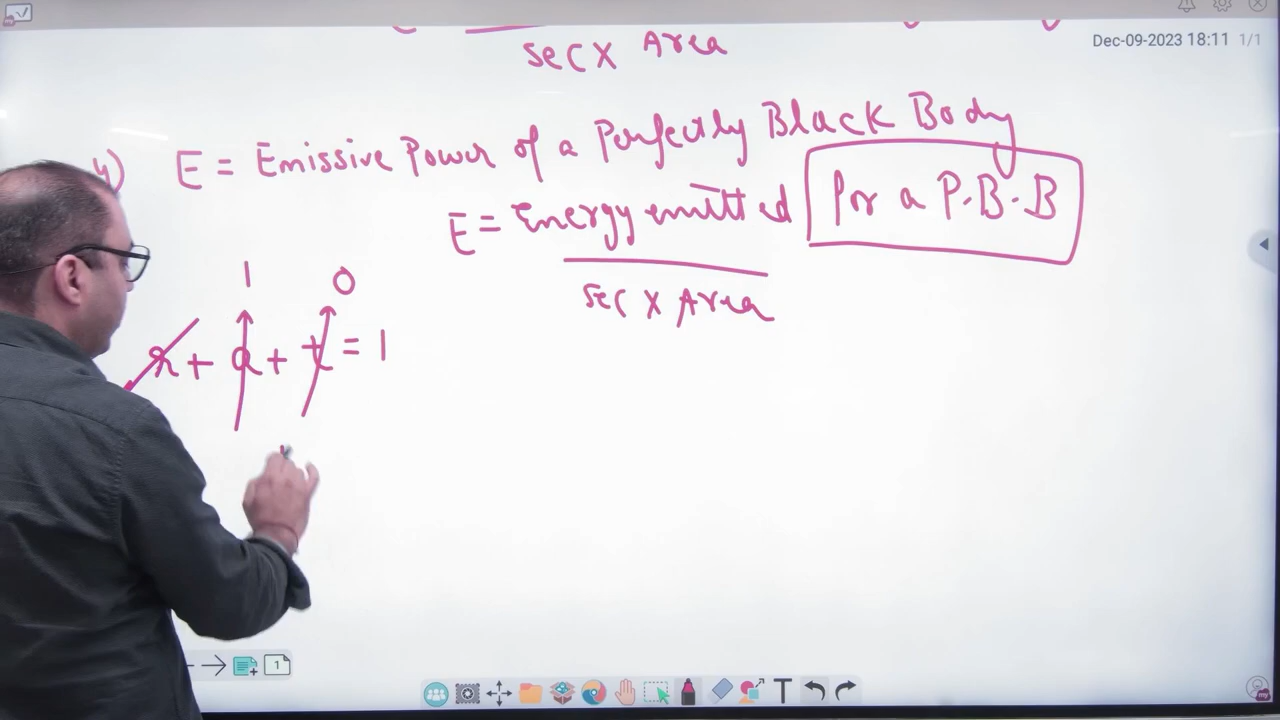 Dec-09-2023 18:11 1/1
sec x Area
4) E = Emissive Power of a Perfectly Black Body
E = Energy emitted for a P.B.B
sec x Area
1 0
r + a + t = 1
1
T